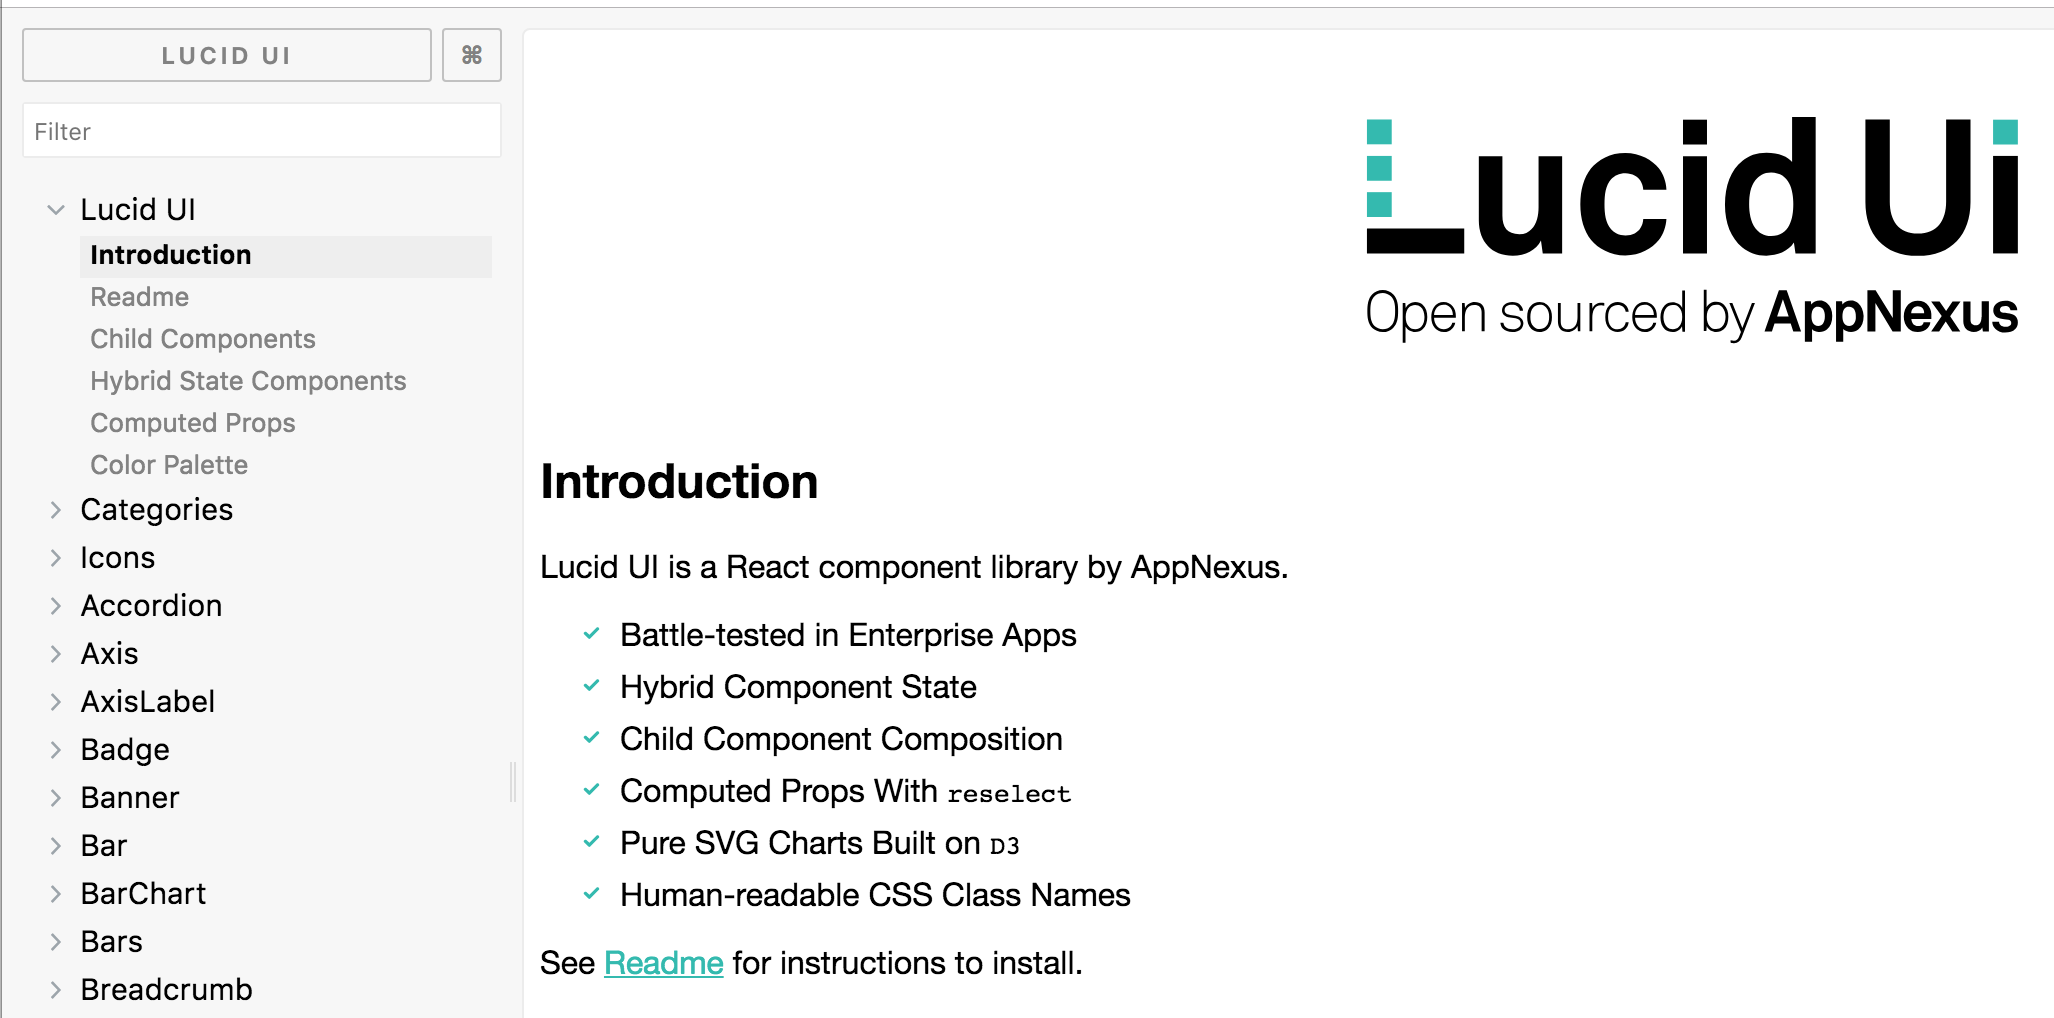 LUCID UI ⌘
Filter
Lucid UI
Introduction
Readme
Child Components
Hybrid State Components
Computed Props
Color Palette
Categories
Icons
Accordion
Axis
AxisLabel
Badge
Banner
Bar
BarChart
Bars
Breadcrumb
Lucid Ui
Open sourced by AppNexus
Introduction
Lucid UI is a React component library by AppNexus.
Battle-tested in Enterprise Apps
Hybrid Component State
Child Component Composition
Computed Props With reselect
Pure SVG Charts Built on D3
Human-readable CSS Class Names
See Readme for instructions to install.